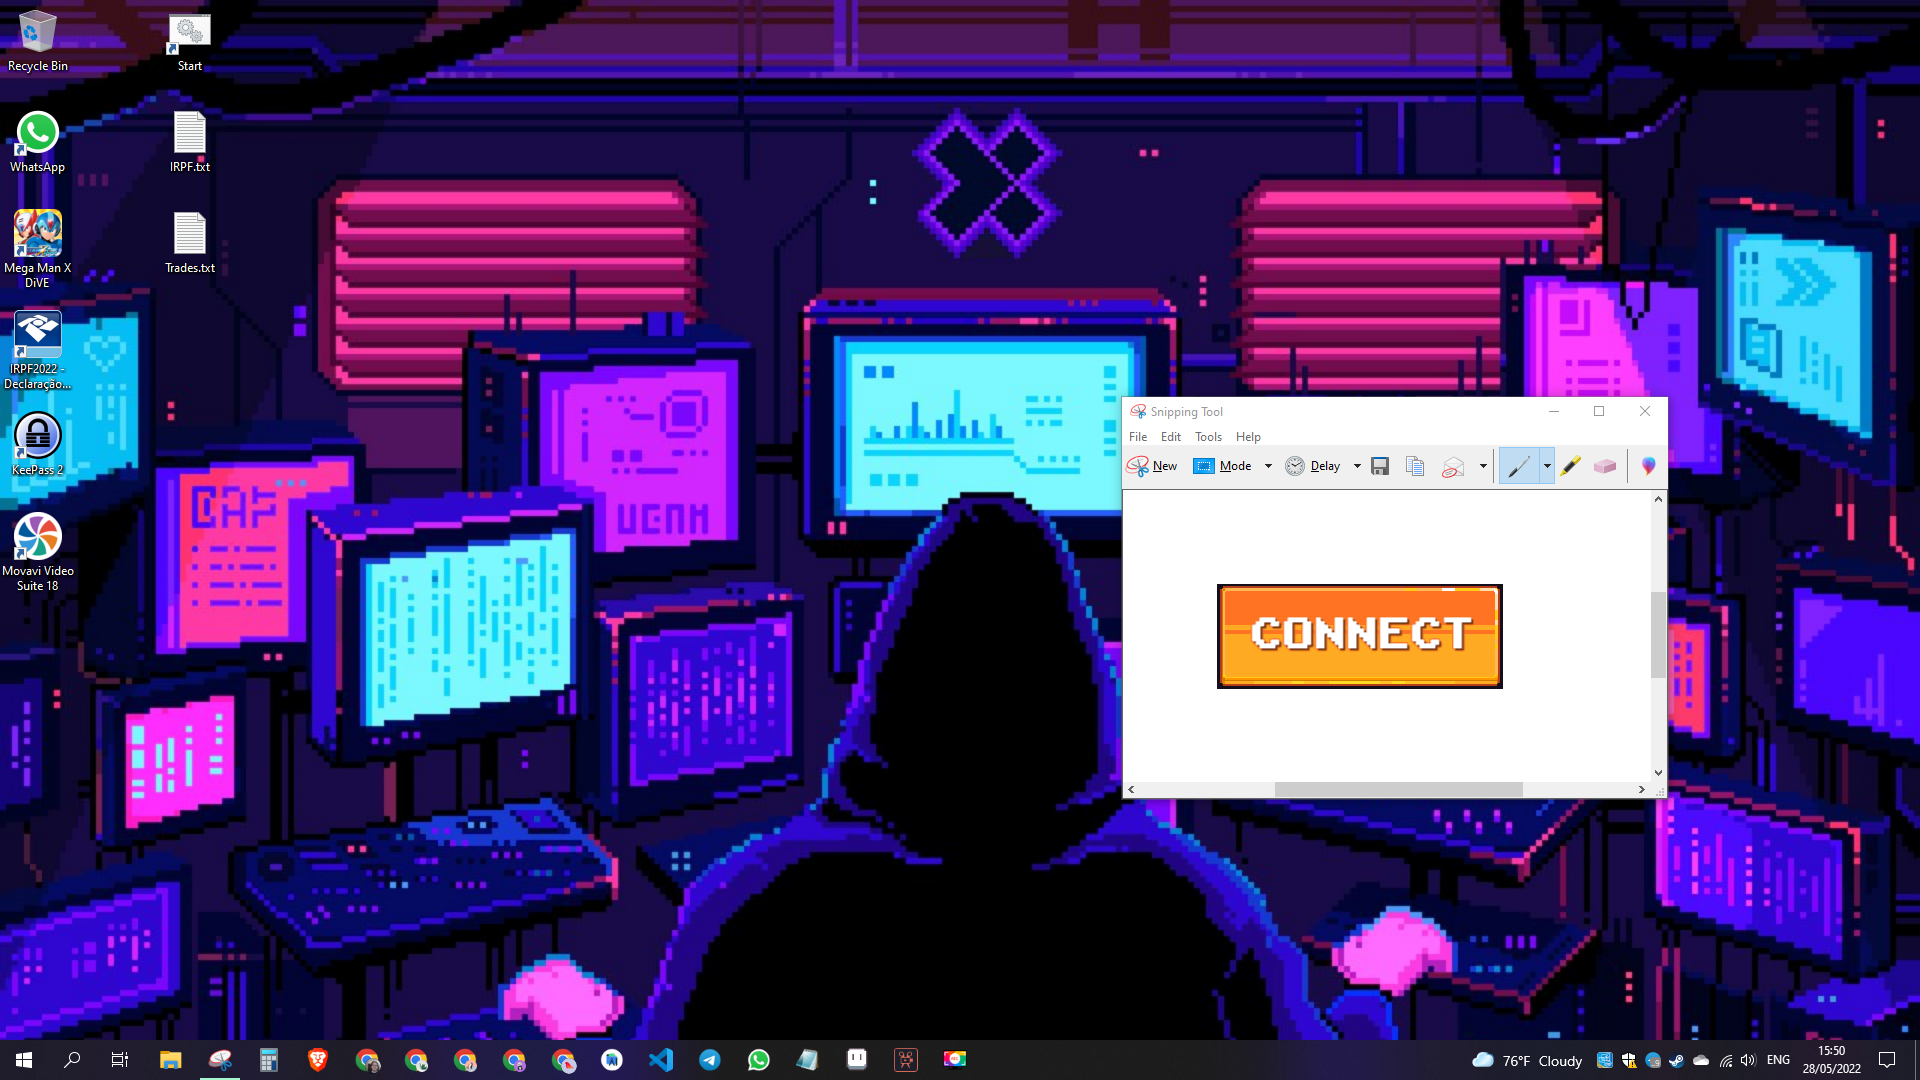 Recycle Bin
Start
WhatsApp
IRPF.txt
Mega Man X
DiVE
Trades.txt
IRPF2022 -
Declaração...
KeePass 2
Movavi Video
Suite 18
Snipping Tool
File Edit Tools Help
New Mode Delay
CONNECT
76°F Cloudy
ENG
15:50
28/05/2022